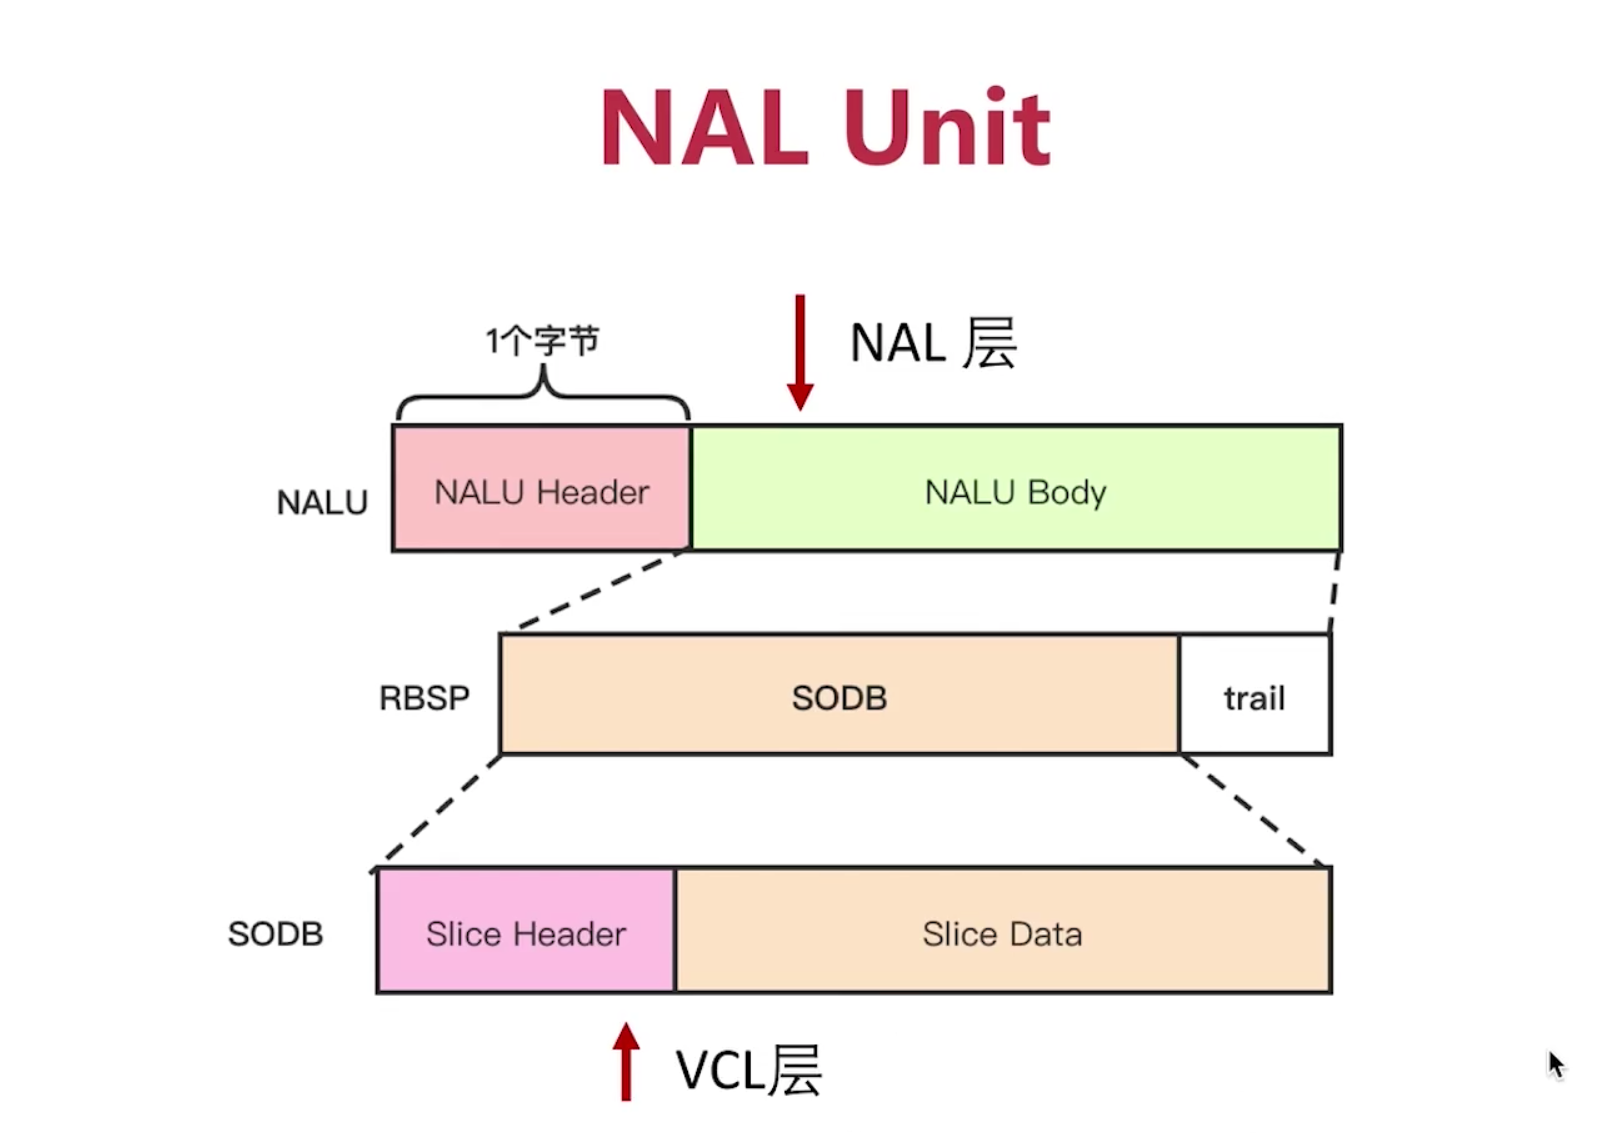 NAL Unit
1个字节
NAL 层
NALU
NALU Header
NALU Body
RBSP
SODB
trail
SODB
Slice Header
Slice Data
VCL层